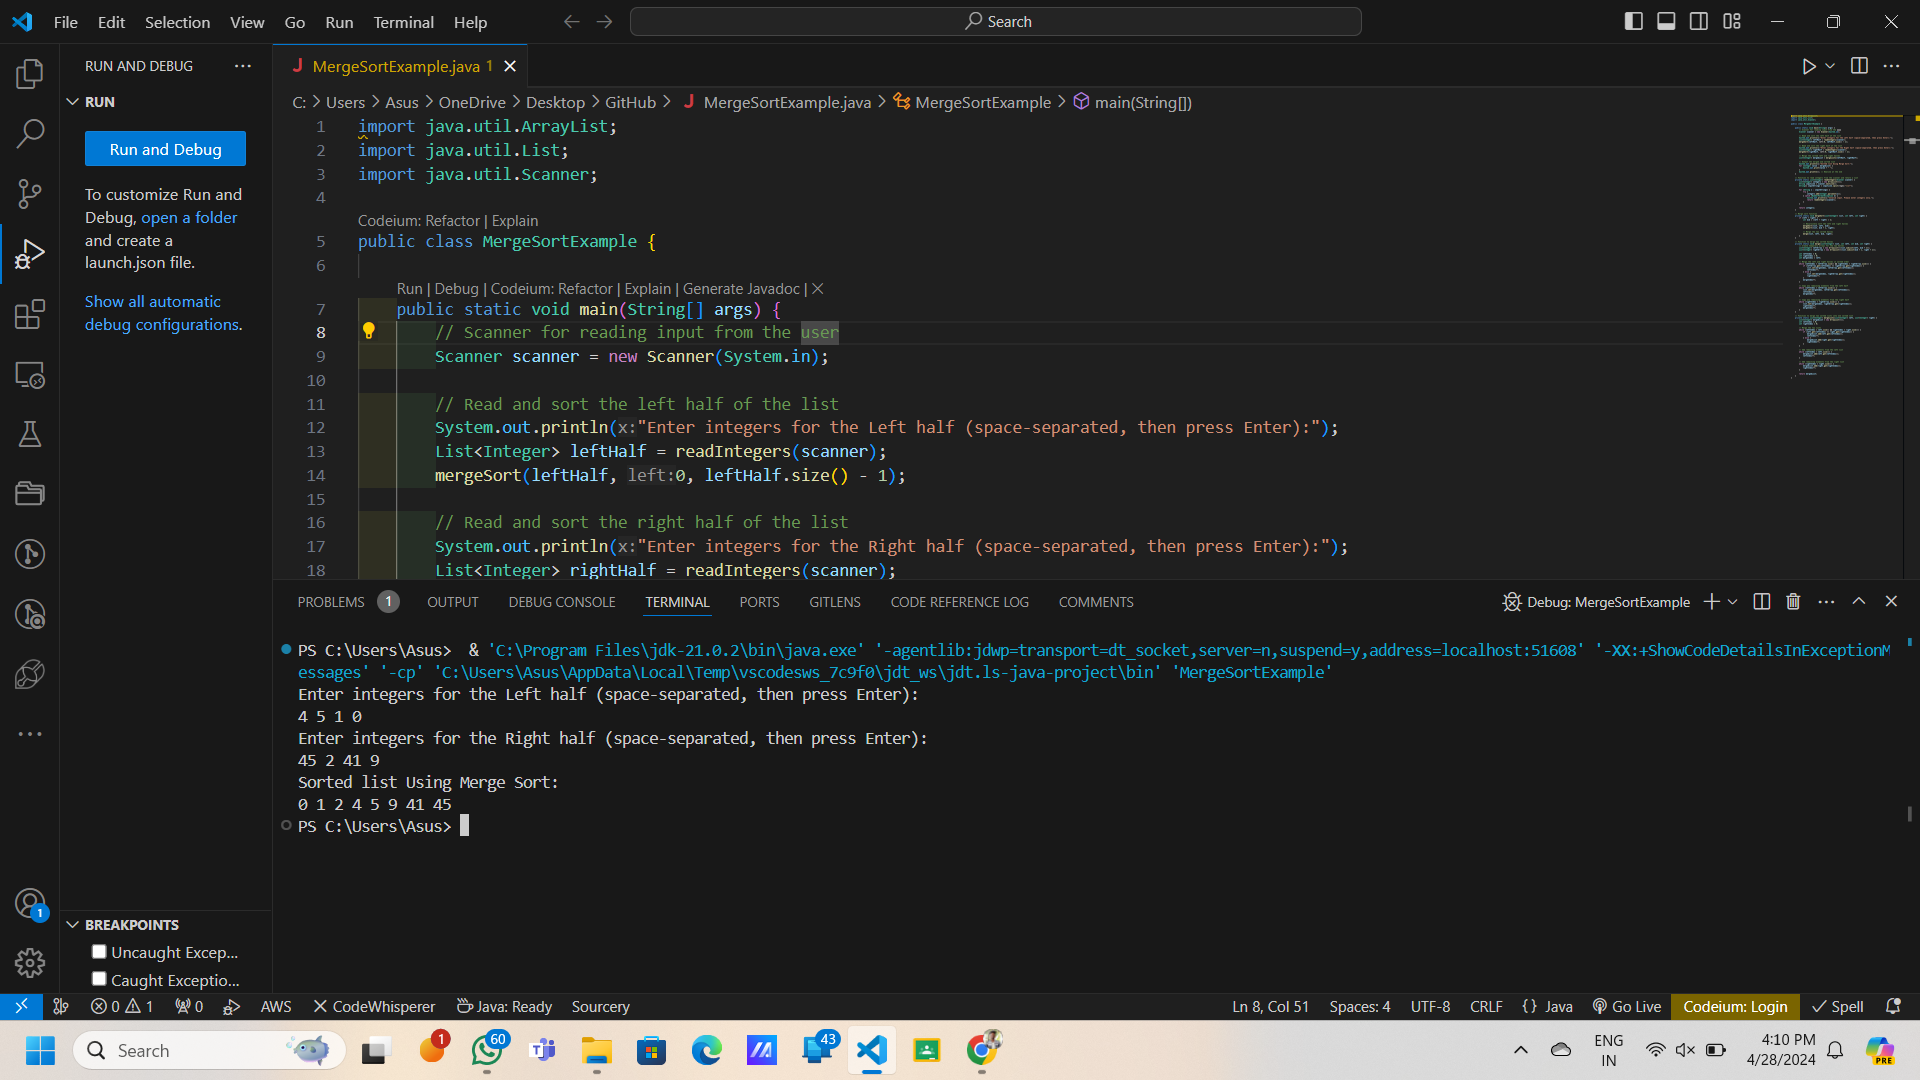 File Edit Selection View Go Run Terminal Help
Search
RUN AND DEBUG
RUN
Run and Debug
To customize Run and
Debug, open a folder
and create a
launch.json file.
Show all automatic
debug configurations.
BREAKPOINTS
Uncaught Excep...
Caught Exceptio...
MergeSortExample.java 1
C: > Users > Asus > OneDrive > Desktop > GitHub > MergeSortExample.java > MergeSortExample > main(String[])
1 import java.util.ArrayList;
2 import java.util.List;
3 import java.util.Scanner;
4
Codeium: Refactor | Explain
5 public class MergeSortExample {
6
Run | Debug | Codeium: Refactor | Explain | Generate Javadoc | X
7 public static void main(String[] args) {
8 // Scanner for reading input from the user
9 Scanner scanner = new Scanner(System.in);
10
11 // Read and sort the left half of the list
12 System.out.println(x:"Enter integers for the Left half (space-separated, then press Enter):");
13 List<Integer> leftHalf = readIntegers(scanner);
14 mergeSort(leftHalf, left:0, leftHalf.size() - 1);
15
16 // Read and sort the right half of the list
17 System.out.println(x:"Enter integers for the Right half (space-separated, then press Enter):");
18 List<Integer> rightHalf = readIntegers(scanner);
PROBLEMS 1 OUTPUT DEBUG CONSOLE TERMINAL PORTS GITLENS CODE REFERENCE LOG COMMENTS
Debug: MergeSortExample
PS C:\Users\Asus>  & 'C:\Program Files\jdk-21.0.2\bin\java.exe' '-agentlib:jdwp=transport=dt_socket,server=n,suspend=y,address=localhost:51608' '-XX:+ShowCodeDetailsInExceptionM
essages' '-cp' 'C:\Users\Asus\AppData\Local\Temp\vscodesws_7c9f0\jdt_ws\jdt.ls-java-project\bin' 'MergeSortExample'
Enter integers for the Left half (space-separated, then press Enter):
4 5 1 0
Enter integers for the Right half (space-separated, then press Enter):
45 2 41 9
Sorted list Using Merge Sort:
0 1 2 4 5 9 41 45
PS C:\Users\Asus>
1
0 1 0 AWS CodeWhisperer Java: Ready Sourcery
Ln 8, Col 51 Spaces: 4 UTF-8 CRLF {} Java Go Live Codeium: Login Spell
Search
1 60 43
ENG
IN
4:10 PM
4/28/2024
PRE